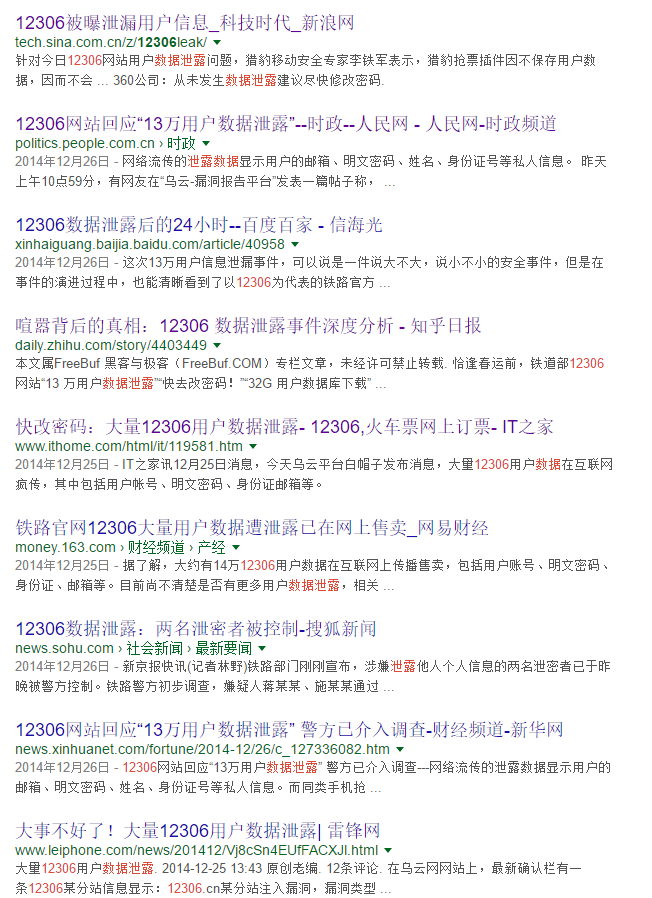 12306被曝泄漏用户信息_科技时代_新浪网
tech.sina.com.cn/z/12306leak/
针对今日12306网站用户数据泄露问题，猎豹移动安全专家李铁军表示，猎豹抢票插件因不保存用户数
据，因而不会 ... 360公司：从未发生数据泄露建议尽快修改密码.
12306网站回应“13万用户数据泄露”--时政--人民网 - 人民网-时政频道
politics.people.com.cn › 时政
2014年12月26日 - 网络流传的泄露数据显示用户的邮箱、明文密码、姓名、身份证号等私人信息。 昨天
上午10点59分，有网友在“乌云-漏洞报告平台”发表一篇帖子称， ...
12306数据泄露后的24小时--百度百家 - 信海光
xinhaiguang.baijia.baidu.com/article/40958
2014年12月26日 - 这次13万用户信息泄漏事件，可以说是一件说大不大，说小不小的安全事件，但是在
事件的演进过程中，也能清晰看到了以12306为代表的铁路官方 ...
喧嚣背后的真相：12306 数据泄露事件深度分析 - 知乎日报
daily.zhihu.com/story/4403449
本文属FreeBuf 黑客与极客（FreeBuf.COM）专栏文章，未经许可禁止转载. 恰逢春运前，铁道部12306
网站“13 万用户数据泄露”“快去改密码！”“32G 用户数据库下载” ...
快改密码：大量12306用户数据泄露- 12306,火车票网上订票- IT之家
www.ithome.com/html/it/119581.htm
2014年12月25日 - IT之家讯12月25日消息，今天乌云平台白帽子发布消息，大量12306用户数据在互联网
疯传，其中包括用户帐号、明文密码、身份证邮箱等。
铁路官网12306大量用户数据遭泄露已在网上售卖_网易财经
money.163.com › 财经频道 › 产经
2014年12月25日 - 据了解，大约有14万12306用户数据在互联网上传播售卖，包括用户账号、明文密码、
身份证、邮箱等。目前尚不清楚是否有更多用户数据泄露，相关 ...
12306数据泄露：两名泄密者被控制-搜狐新闻
news.sohu.com › 社会新闻 › 最新要闻
2014年12月26日 - 新京报快讯(记者林野)铁路部门刚刚宣布，涉嫌泄露他人个人信息的两名泄密者已于昨
晚被警方控制。铁路警方初步调查，嫌疑人蒋某某、施某某通过 ...
12306网站回应“13万用户数据泄露” 警方已介入调查-财经频道-新华网
news.xinhuanet.com/fortune/2014-12/26/c_127336082.htm
2014年12月26日 - 12306网站回应“13万用户数据泄露” 警方已介入调查---网络流传的泄露数据显示用户的
邮箱、明文密码、姓名、身份证号等私人信息。而同类手机抢 ...
大事不好了！大量12306用户数据泄露| 雷锋网
www.leiphone.com/news/201412/Vj8cSn4EUfFACXJl.html
大量12306用户数据泄露. 2014-12-25 13:43 原创老编. 12条评论. 在乌云网网站上，最新确认栏有一
条12306某分站信息显示：12306.cn某分站注入漏洞，漏洞类型 ...